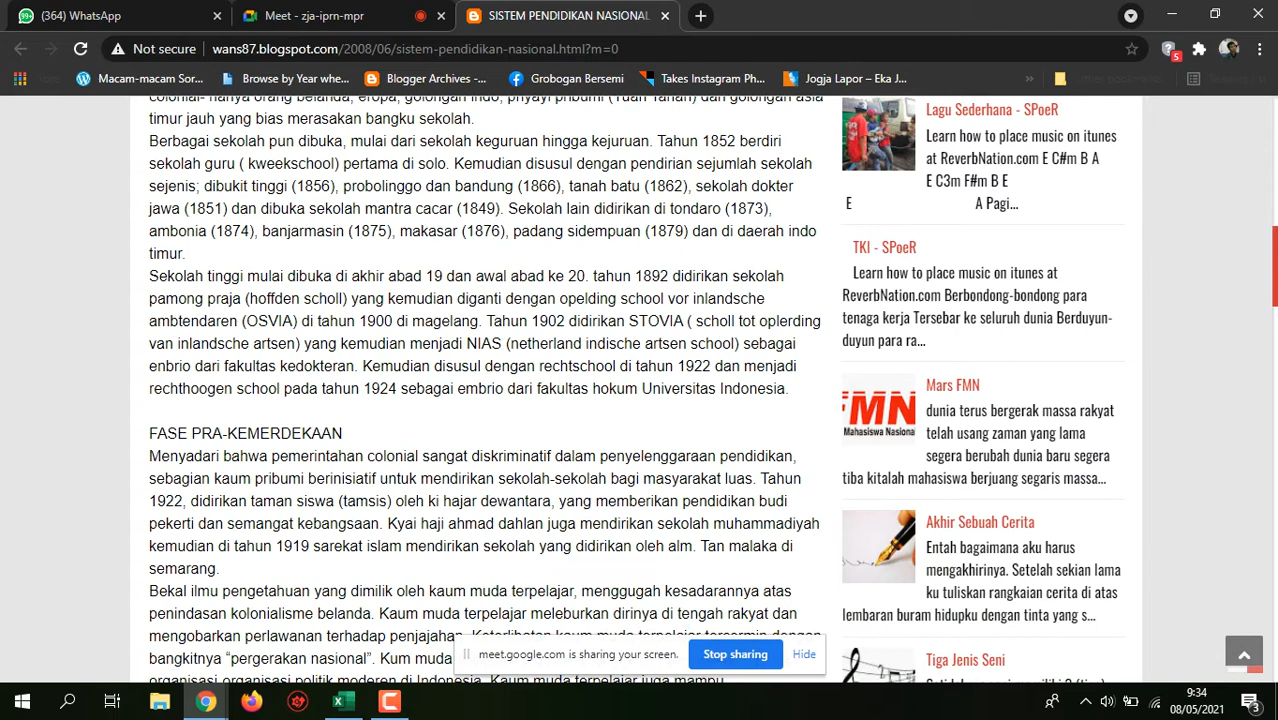 (364) WhatsApp
Meet - zja-iprn-mpr
SISTEM PENDIDIKAN NASIONAL
Not secure wans87.blogspot.com/2008/06/sistem-pendidikan-nasional.html?m=0
5
Macam-macam Sor...
Browse by Year whe...
Blogger Archives -...
Grobogan Bersemi
Takes Instagram Ph...
Jogja Lapor – Eka J...
»
timur jauh yang bias merasakan bangku sekolah.
Berbagai sekolah pun dibuka, mulai dari sekolah keguruan hingga kejuruan. Tahun 1852 berdiri
sekolah guru ( kweekschool) pertama di solo. Kemudian disusul dengan pendirian sejumlah sekolah
sejenis; dibukit tinggi (1856), probolinggo dan bandung (1866), tanah batu (1862), sekolah dokter
jawa (1851) dan dibuka sekolah mantra cacar (1849). Sekolah lain didirikan di tondaro (1873),
ambonia (1874), banjarmasin (1875), makasar (1876), padang sidempuan (1879) dan di daerah indo
timur.
Sekolah tinggi mulai dibuka di akhir abad 19 dan awal abad ke 20. tahun 1892 didirikan sekolah
pamong praja (hoffden scholl) yang kemudian diganti dengan opelding school vor inlandsche
ambtendaren (OSVIA) di tahun 1900 di magelang. Tahun 1902 didirikan STOVIA ( scholl tot oplerding
van inlandsche artsen) yang kemudian menjadi NIAS (netherland indische artsen school) sebagai
enbrio dari fakultas kedokteran. Kemudian disusul dengan rechtschool di tahun 1922 dan menjadi
rechthoogen school pada tahun 1924 sebagai embrio dari fakultas hokum Universitas Indonesia.
FASE PRA-KEMERDEKAAN
Menyadari bahwa pemerintahan colonial sangat diskriminatif dalam penyelenggaraan pendidikan,
sebagian kaum pribumi berinisiatif untuk mendirikan sekolah-sekolah bagi masyarakat luas. Tahun
1922, didirikan taman siswa (tamsis) oleh ki hajar dewantara, yang memberikan pendidikan budi
pekerti dan semangat kebangsaan. Kyai haji ahmad dahlan juga mendirikan sekolah muhammadiyah
kemudian di tahun 1919 sarekat islam mendirikan sekolah yang didirikan oleh alm. Tan malaka di
semarang.
Bekal ilmu pengetahuan yang dimilik oleh kaum muda terpelajar, menggugah kesadarannya atas
penindasan kolonialisme belanda. Kaum muda terpelajar meleburkan dirinya di tengah rakyat dan
mengobarkan perlawanan terhadap penjajahan.
bangkitnya “pergerakan nasional”. Kum muda
Lagu Sederhana - SPoeR
Learn how to place music on itunes
at ReverbNation.com E C#m B A
E C3m F#m B E
E A Pagi...
TKI - SPoeR
Learn how to place music on itunes at
ReverbNation.com Berbondong-bondong para
tenaga kerja Tersebar ke seluruh dunia Berduyun-
duyun para ra...
FMN
Mahasiswa Nasional
Mars FMN
dunia terus bergerak massa rakyat
telah usang zaman yang lama
segera berubah dunia baru segera
tiba kitalah mahasiswa berjuang segaris massa...
Akhir Sebuah Cerita
Entah bagaimana aku harus
mengakhirinya. Setelah sekian lama
ku tuliskan rangkaian cerita di atas
lembaran buram hidupku dengan tinta yang s...
Tiga Jenis Seni
meet.google.com is sharing your screen.
Stop sharing
Hide
9:34
08/05/2021
3